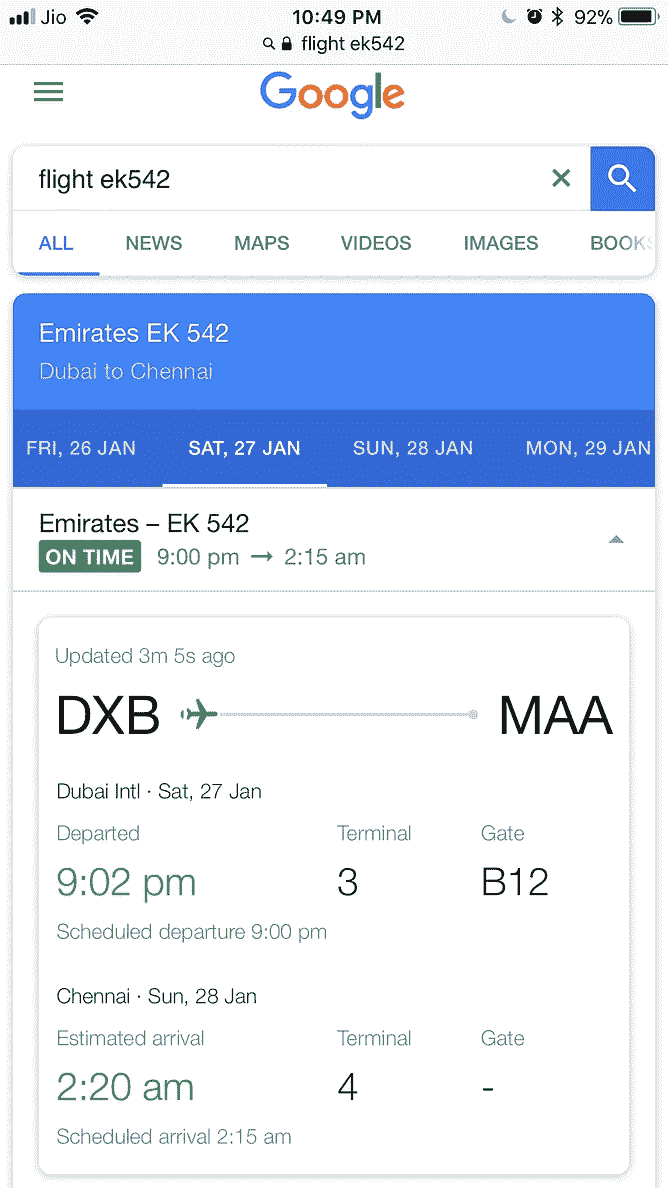 Jio 10:49 PM 92%
flight ek542
Google
flight ek542
ALL NEWS MAPS VIDEOS IMAGES BOOKS
Emirates EK 542
Dubai to Chennai
FRI, 26 JAN SAT, 27 JAN SUN, 28 JAN MON, 29 JAN
Emirates – EK 542
ON TIME 9:00 pm → 2:15 am
Updated 3m 5s ago
DXB MAA
Dubai Intl · Sat, 27 Jan
Departed Terminal Gate
9:02 pm 3 B12
Scheduled departure 9:00 pm
Chennai · Sun, 28 Jan
Estimated arrival Terminal Gate
2:20 am 4 -
Scheduled arrival 2:15 am